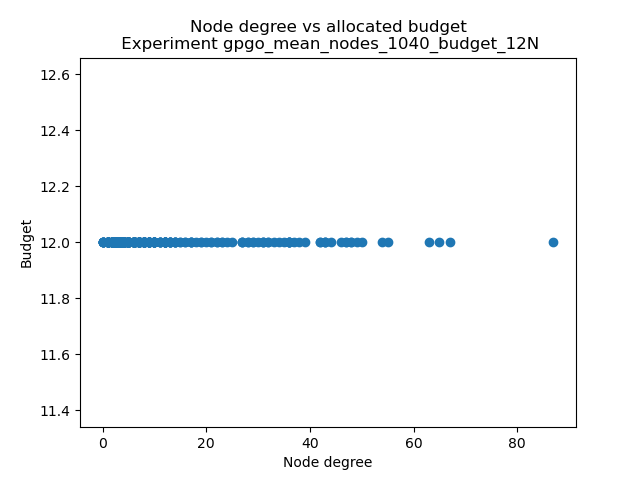 Node degree vs allocated budget
Experiment gpgo_mean_nodes_1040_budget_12N
12.6
12.4
12.2
12.0
11.8
11.6
11.4
Budget
0 20 40 60 80
Node degree